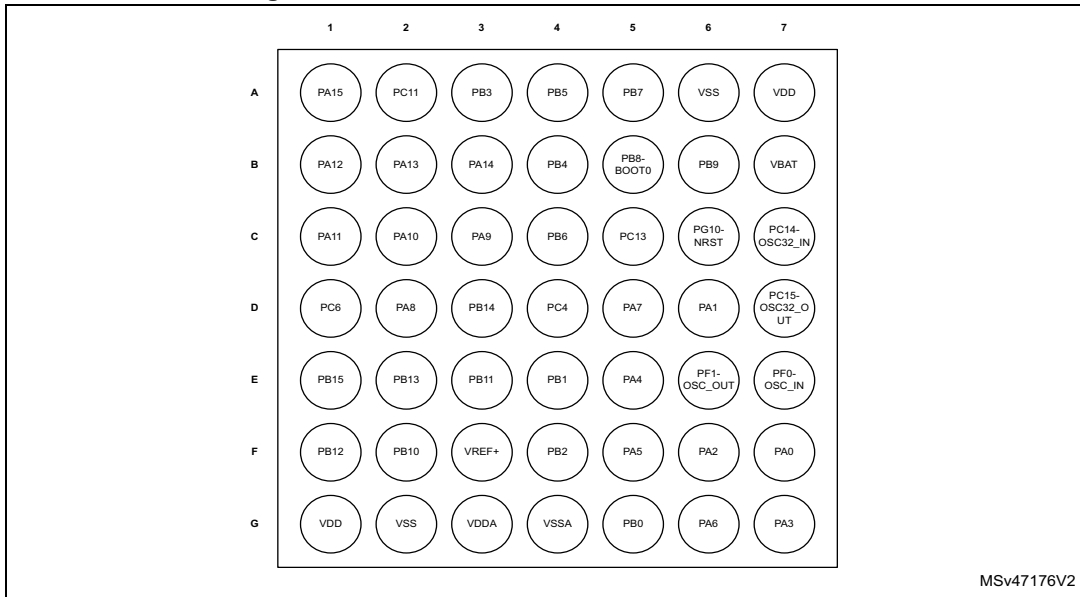 1 2 3 4 5 6 7
A PA15 PC11 PB3 PB5 PB7 VSS VDD
B PA12 PA13 PA14 PB4 PB8-
BOOT0 PB9 VBAT
C PA11 PA10 PA9 PB6 PC13 PG10-
NRST PC14-
OSC32_IN
D PC6 PA8 PB14 PC4 PA7 PA1 PC15-
OSC32_O
UT
E PB15 PB13 PB11 PB1 PA4 PF1-
OSC_OUT PF0-
OSC_IN
F PB12 PB10 VREF+ PB2 PA5 PA2 PA0
G VDD VSS VDDA VSSA PB0 PA6 PA3
MSv47176V2